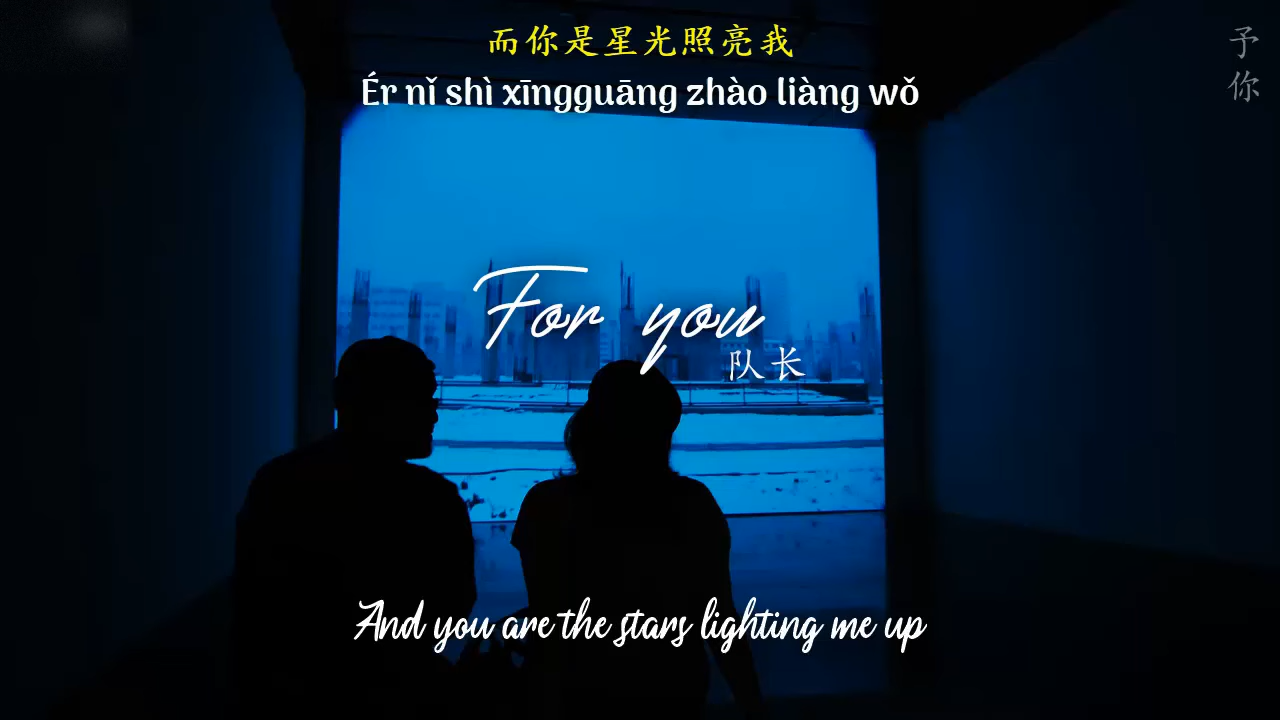 而你是星光照亮我
Ér nǐ shì xīngguāng zhào liàng wǒ
予你
For you
队长
And you are the stars lighting me up